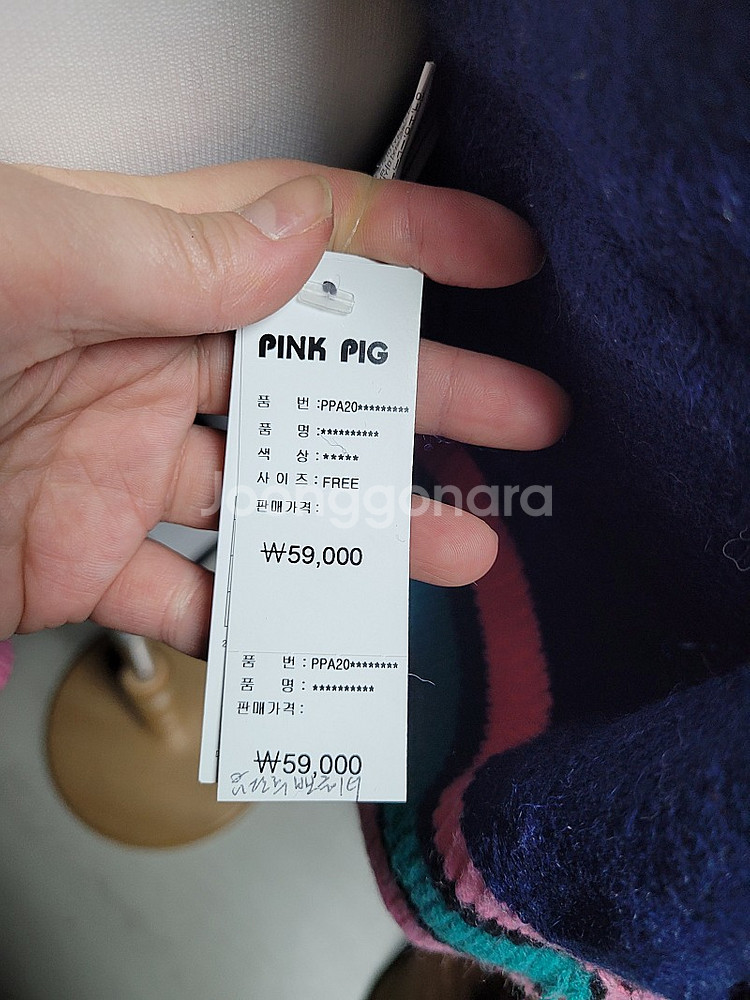 PINK PIG
품 번 :PPA20*********
품 명 :**********
색 상 :*****
사 이 즈 : FREE
Joonggonara
판매가격 :
₩59,000
품 번 : PPA20********
품 명 : **********
판매가격 :
₩59,000